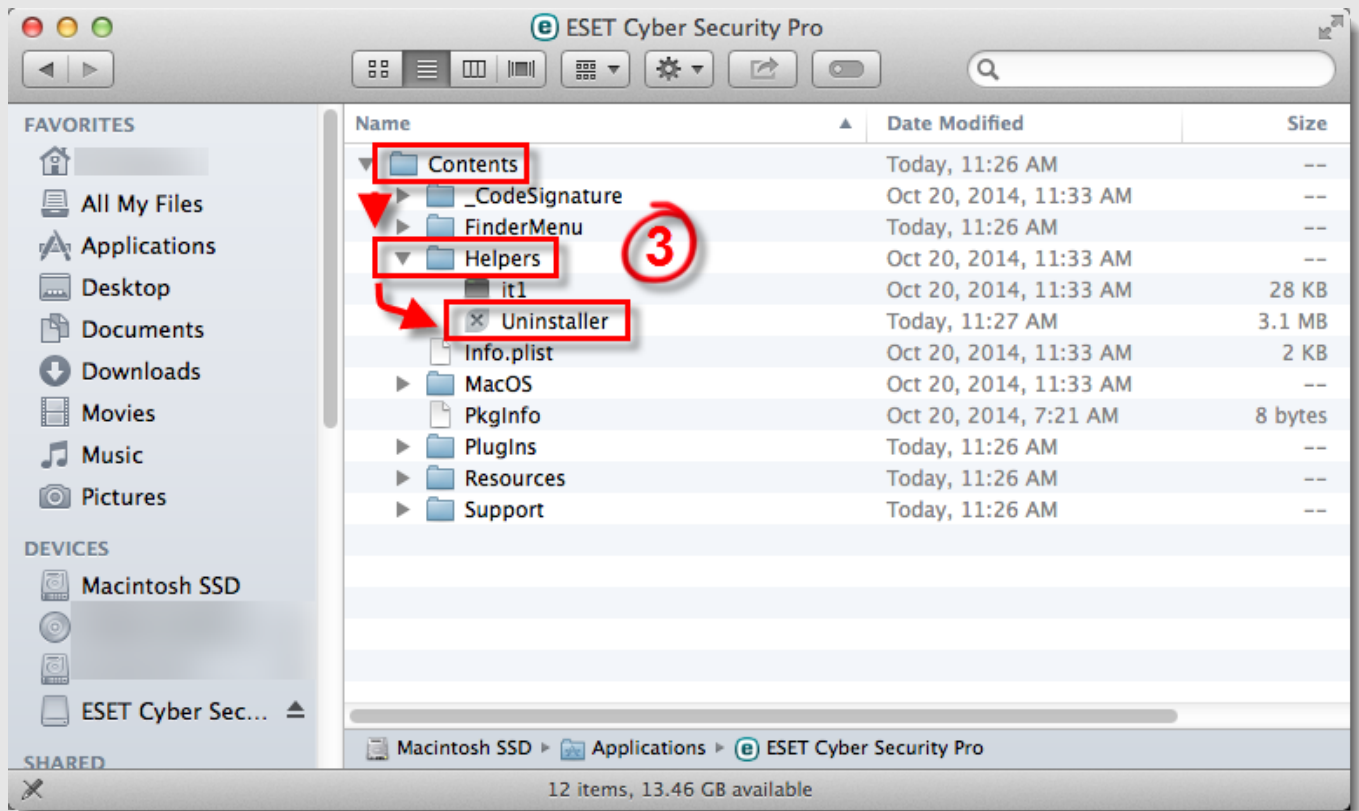 ESET Cyber Security Pro
FAVORITES
All My Files
Applications
Desktop
Documents
Downloads
Movies
Music
Pictures
DEVICES
Macintosh SSD
ESET Cyber Sec...
SHARED
Name Date Modified Size
Contents Today, 11:26 AM --
_CodeSignature Oct 20, 2014, 11:33 AM --
FinderMenu Today, 11:26 AM --
3
Helpers Oct 20, 2014, 11:33 AM --
it1 Oct 20, 2014, 11:33 AM 28 KB
Uninstaller Today, 11:27 AM 3.1 MB
Info.plist Oct 20, 2014, 11:33 AM 2 KB
MacOS Oct 20, 2014, 11:33 AM --
PkgInfo Oct 20, 2014, 7:21 AM 8 bytes
PlugIns Today, 11:26 AM --
Resources Today, 11:26 AM --
Support Today, 11:26 AM --
Macintosh SSD Applications ESET Cyber Security Pro
12 items, 13.46 GB available